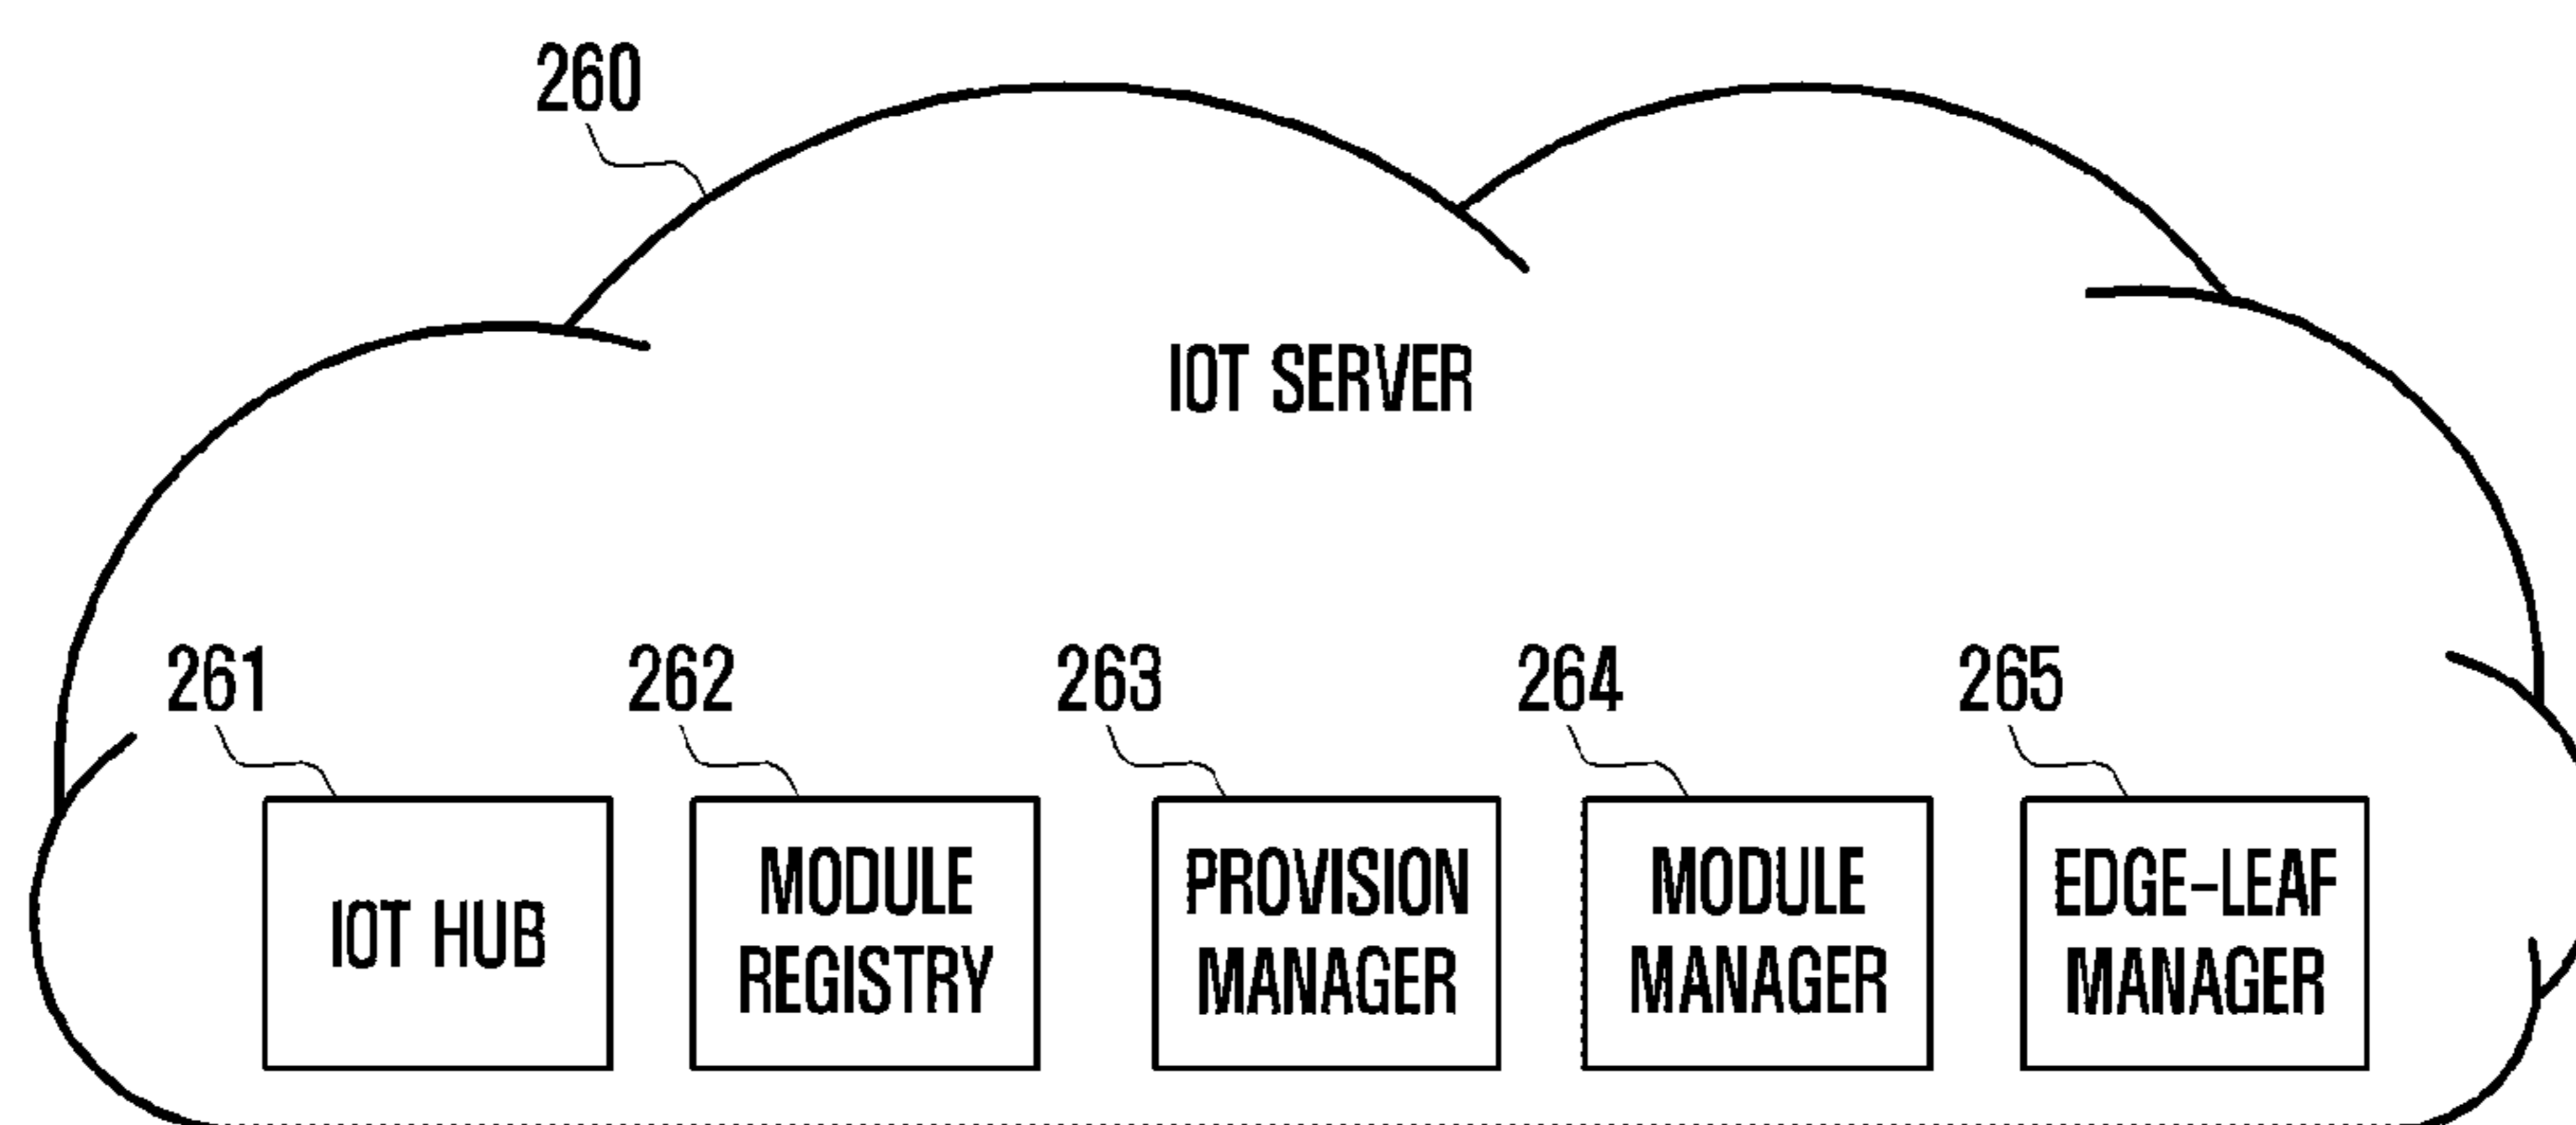 260
IOT SERVER
261 262 263 264 265
IOT HUB
MODULE
REGISTRY
PROVISION
MANAGER
MODULE
MANAGER
EDGE-LEAF
MANAGER